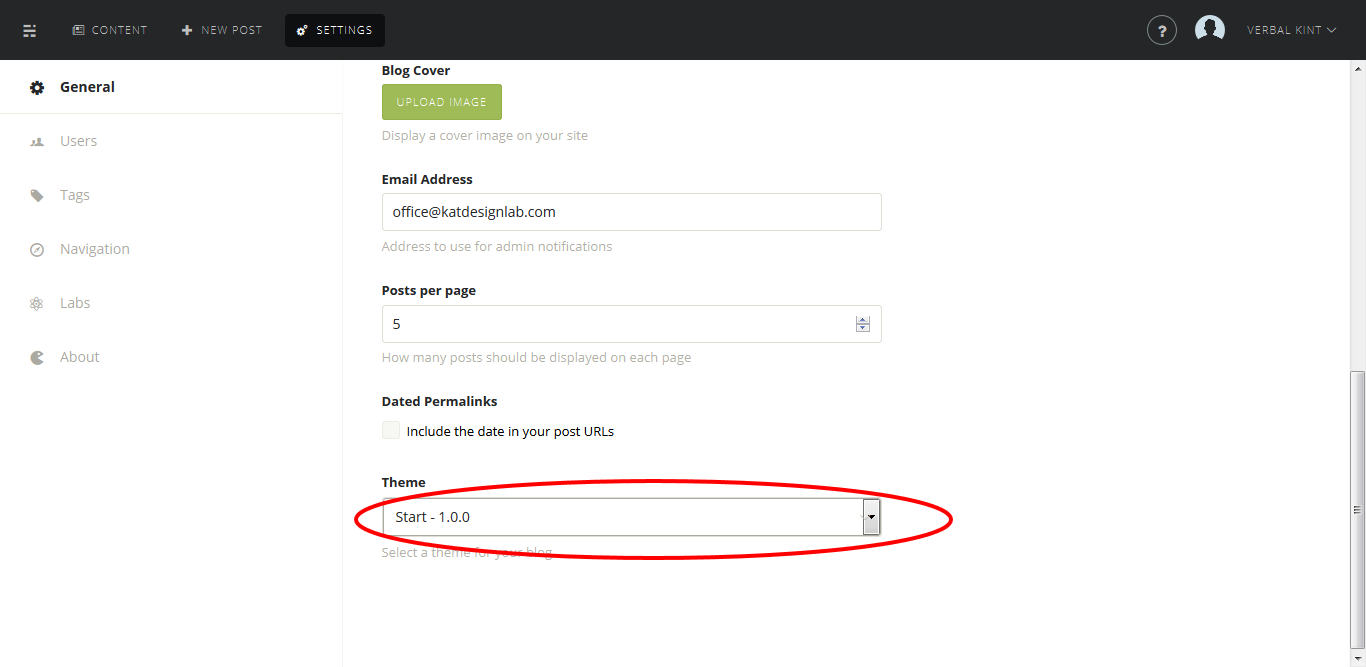 CONTENT
NEW POST
SETTINGS
?
VERBAL KINT
General
Users
Tags
Navigation
Labs
About
Blog Cover
UPLOAD IMAGE
Display a cover image on your site
Email Address
office@katdesignlab.com
Address to use for admin notifications
Posts per page
5
How many posts should be displayed on each page
Dated Permalinks
Include the date in your post URLs
Theme
Start - 1.0.0
Select a theme for your blog